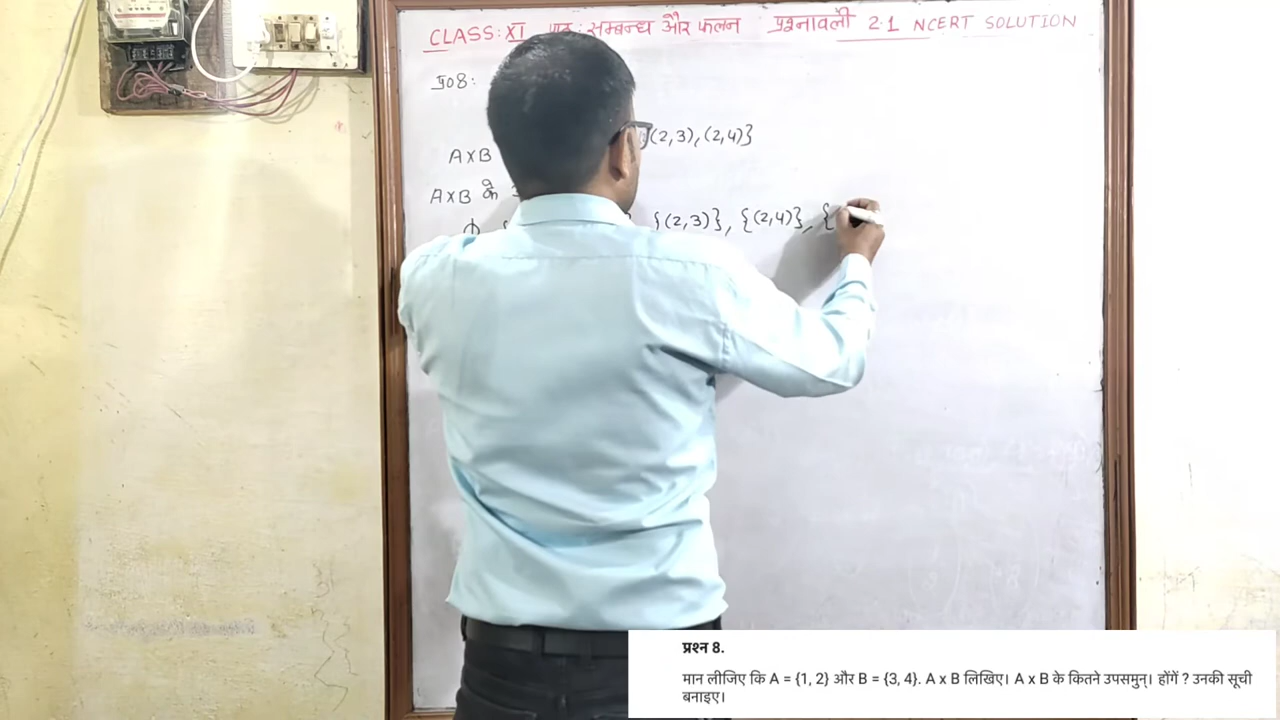 CLASS: XI पाठ: सम्बन्ध और फलन प्रश्नावली 2.1 NCERT SOLUTION
प्र०8:
(2,3),(2,4)}
A×B
A×B के
ϕ {(2,3)}, {(2,4)}, {
प्रश्न 8.
मान लीजिए कि A = {1, 2} और B = {3, 4}. A x B लिखिए। A x B के कितने उपसमुन्। होंगें ? उनकी सूची
बनाइए।